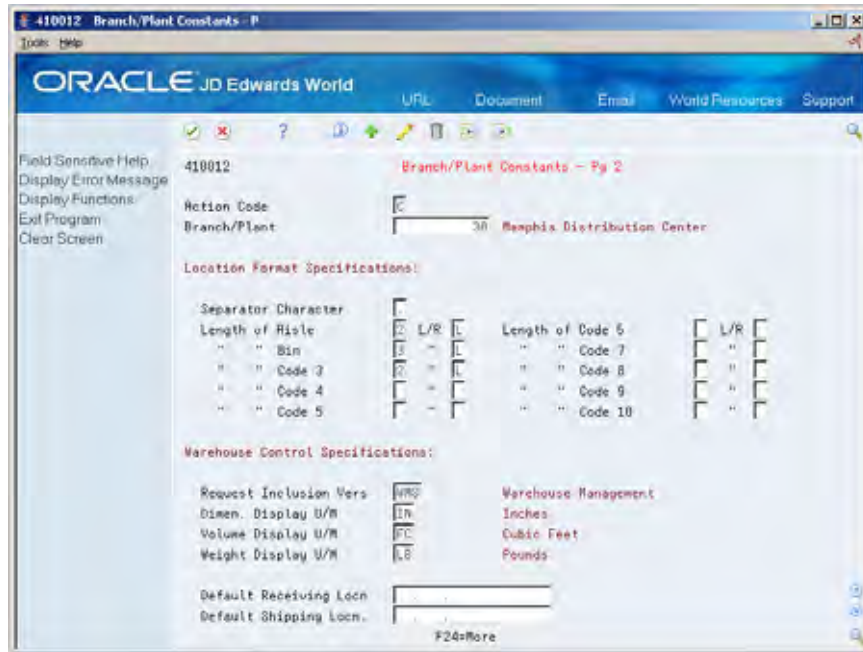 410012 Branch/Plant Constants - P
Tools Help
ORACLE JD Edwards World
URL Document Email World Resources Support
Field Sensitive Help
Display Error Message
Display Functions
Exit Program
Clear Screen
410012 Branch/Plant Constants - Pg 2
Action Code C
Branch/Plant 30 Memphis Distribution Center
Location Format Specifications:
Separator Character .
Length of Aisle 2 L/R L Length of Code 6 L/R
" " Bin 3 " L " " Code 7 "
" " Code 3 2 " L " " Code 8 "
" " Code 4 " " " Code 9 "
" " Code 5 " " " Code 10 "
Warehouse Control Specifications:
Request Inclusion Vers WMS Warehouse Management
Dimen. Display U/M IN Inches
Volume Display U/M FC Cubic Feet
Weight Display U/M LB Pounds
Default Receiving Locn . .
Default Shipping Locn. . .
F24=More